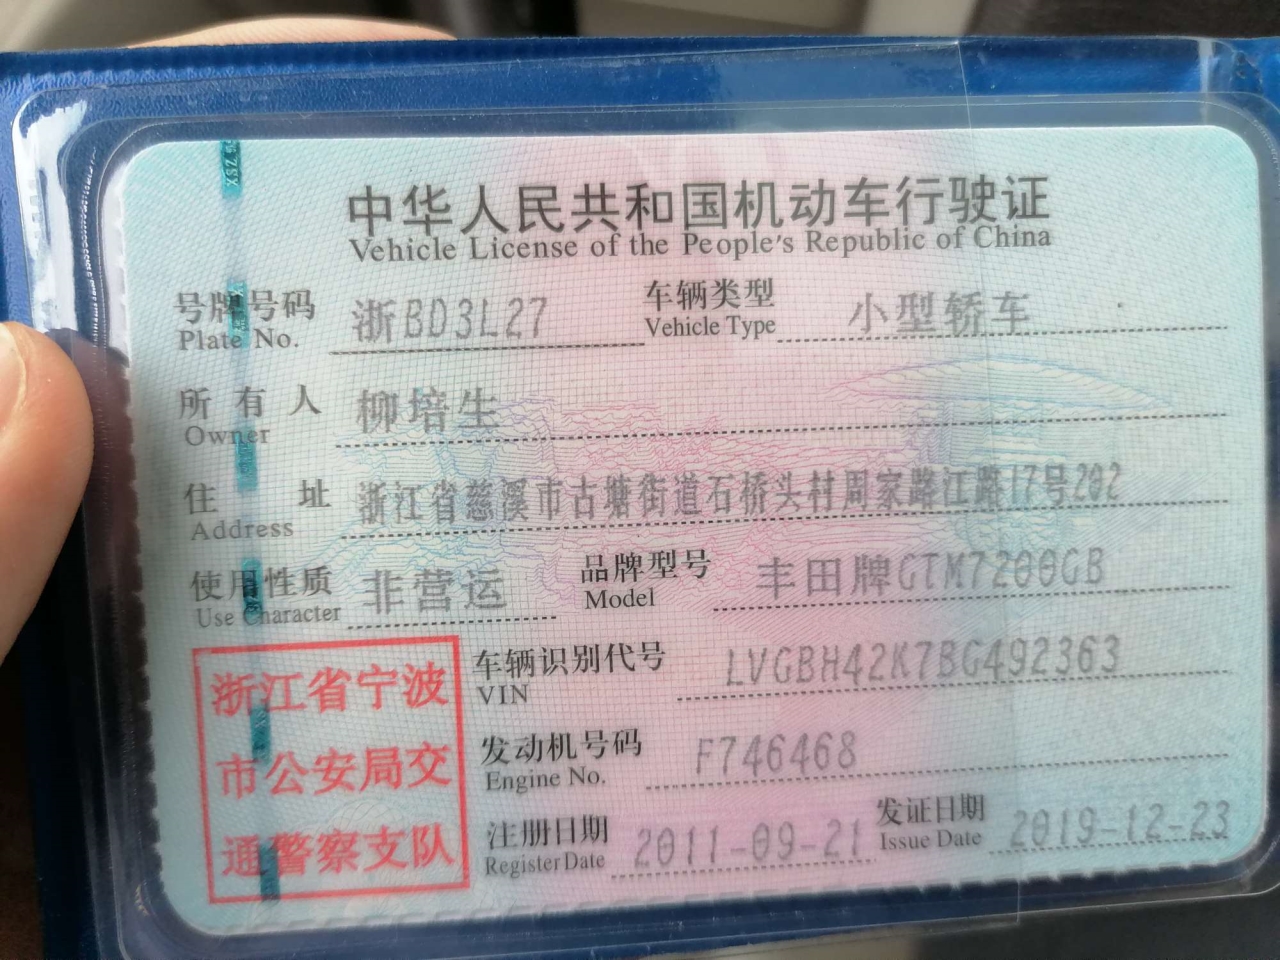 中华人民共和国机动车行驶证
Vehicle License of the People's Republic of China
号牌号码 浙BD3L27 车辆类型 小型轿车
Plate No. Vehicle Type
所有人 柳培生
Owner
住址 浙江省慈溪市古塘街道石桥头村周家路江路17号202
Address
使用性质 非营运 品牌型号 丰田牌GTM7200GB
Use Character Model
车辆识别代号 LVGBH42K7BG492363
VIN
发动机号码 F746468
Engine No.
注册日期 2011-09-21 发证日期 2019-12-23
Register Date Issue Date
浙江省宁波
市公安局交
通警察支队